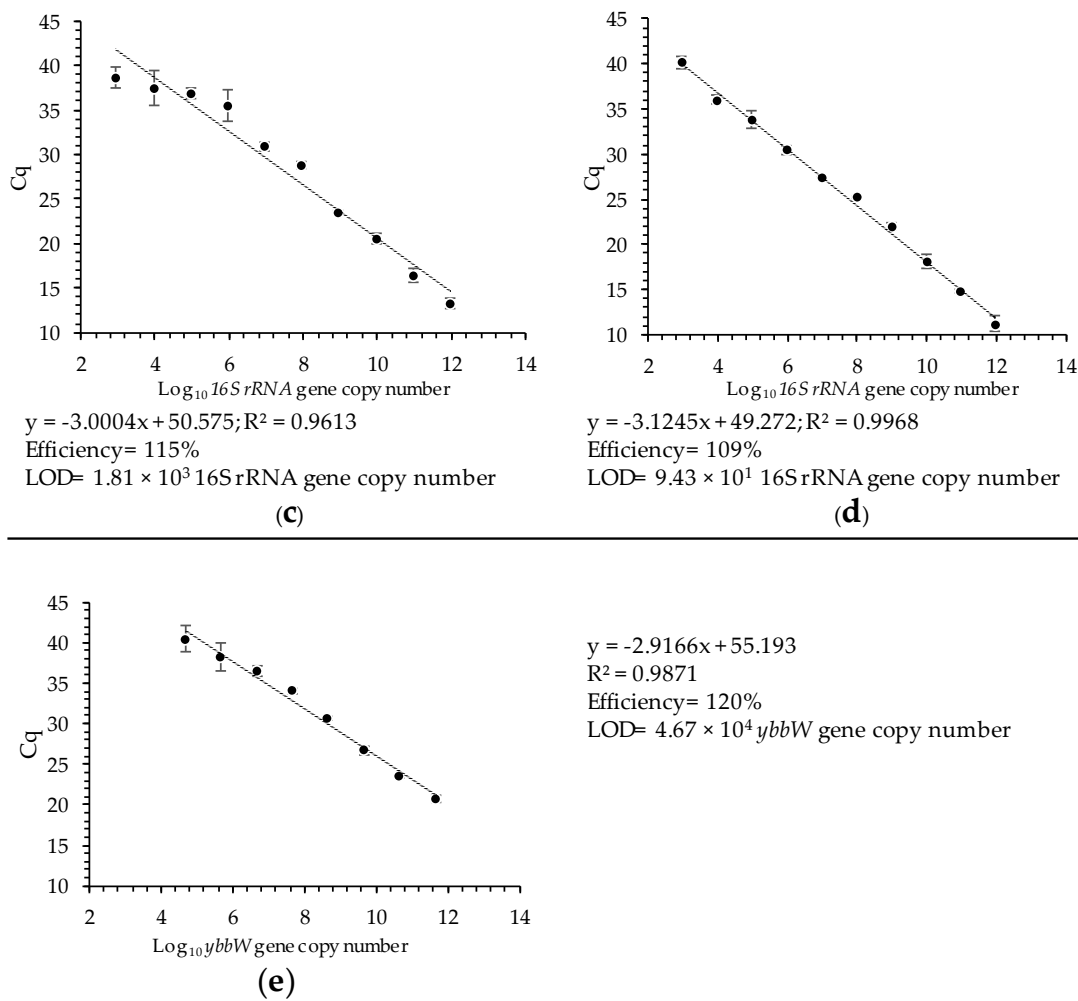 45
40
35
30
25
20
15
10
Cq
2 4 6 8 10 12 14
Log₁₀ 16S rRNA gene copy number
y = -3.0004x + 50.575; R² = 0.9613
Efficiency= 115%
LOD= 1.81 × 10³ 16S rRNA gene copy number
(c)
45
40
35
30
25
20
15
10
Cq
2 4 6 8 10 12 14
Log₁₀ 16S rRNA gene copy number
y = -3.1245x + 49.272; R² = 0.9968
Efficiency= 109%
LOD= 9.43 × 10¹ 16S rRNA gene copy number
(d)
45
40
35
30
25
20
15
10
Cq
2 4 6 8 10 12 14
Log₁₀ ybbW gene copy number
(e)
y = -2.9166x + 55.193
R² = 0.9871
Efficiency= 120%
LOD= 4.67 × 10⁴ ybbW gene copy number